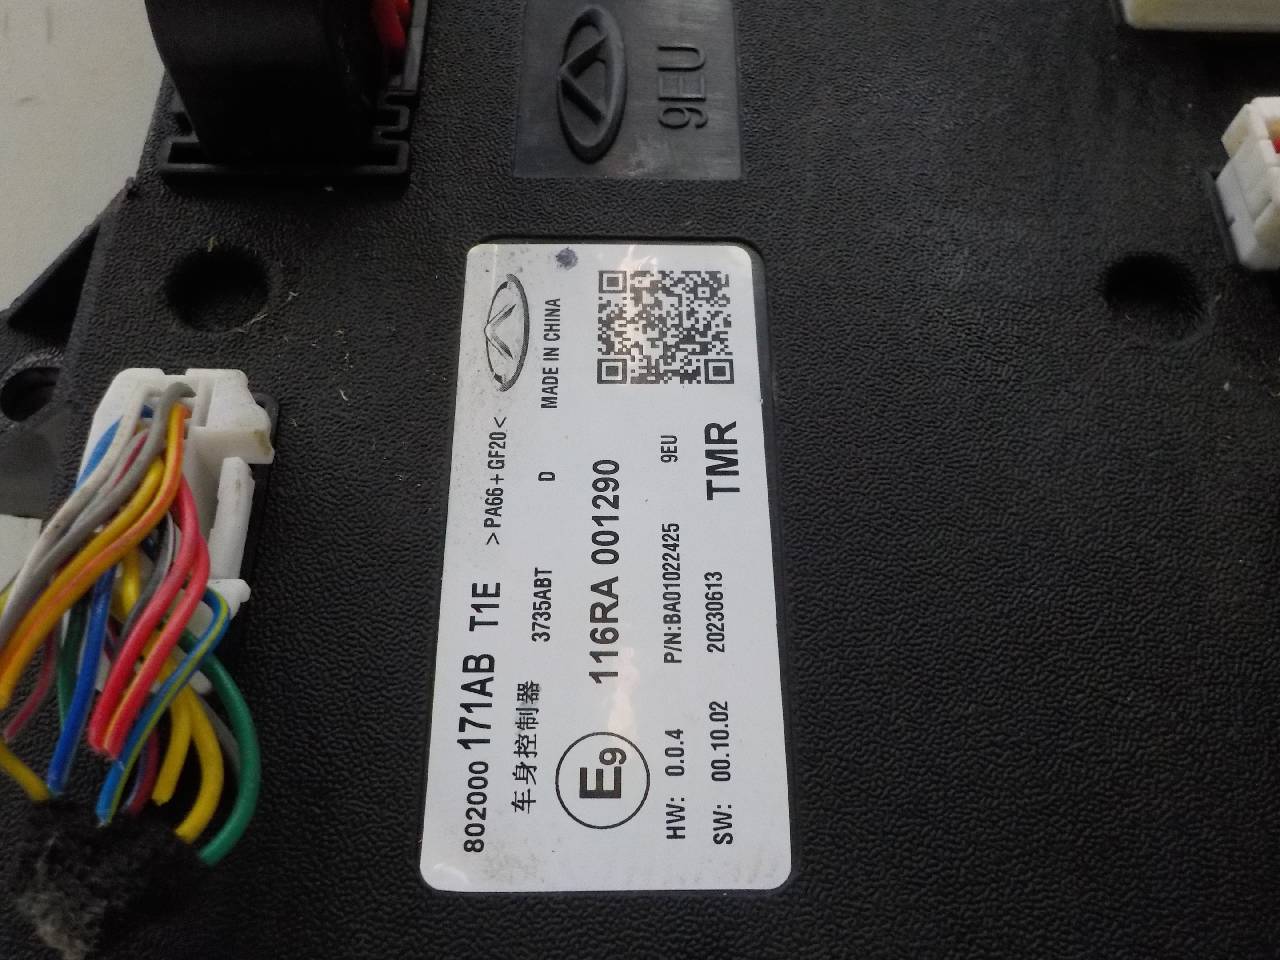 9EU
802000 171AB T1E >PA66+GF20<
车身控制器 3735ABT D MADE IN CHINA
E9 116RA 001290
HW: 0.0.4 P/N:BA01022425 9EU
SW: 00.10.02 20230613 TMR